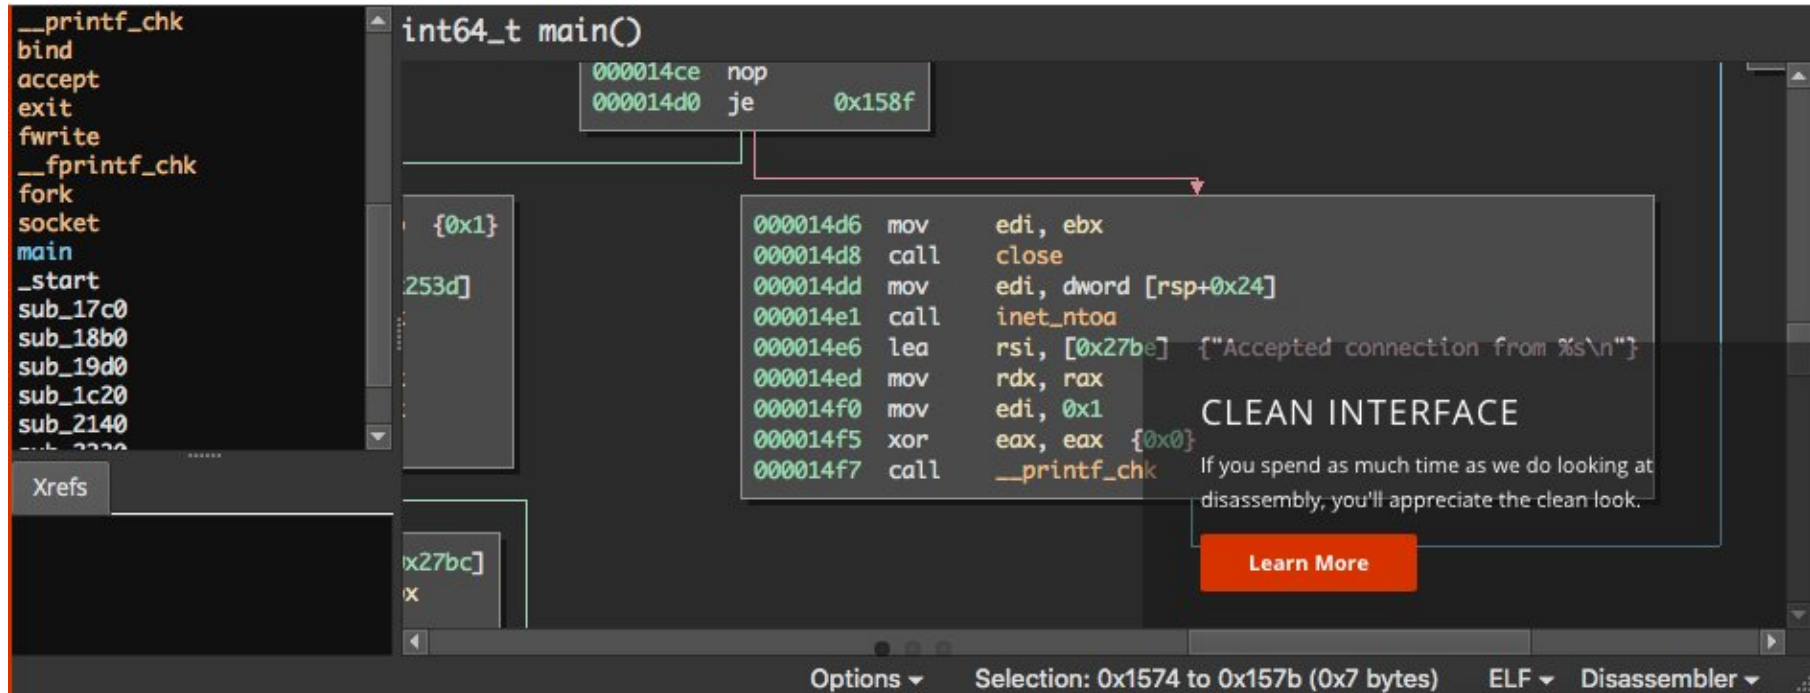 __printf_chk
bind
accept
exit
fwrite
__fprintf_chk
fork
socket
main
_start
sub_17c0
sub_18b0
sub_19d0
sub_1c20
sub_2140
Xrefs
int64_t main()
000014ce nop
000014d0 je 0x158f
{0x1}
253d]
x27bc]
x
000014d6 mov edi, ebx
000014d8 call close
000014dd mov edi, dword [rsp+0x24]
000014e1 call inet_ntoa
000014e6 lea rsi, [0x27be] {"Accepted connection from %s\n"}
000014ed mov rdx, rax
000014f0 mov edi, 0x1
000014f5 xor eax, eax {0x0}
000014f7 call __printf_chk
CLEAN INTERFACE
If you spend as much time as we do looking at
disassembly, you'll appreciate the clean look.
Learn More
Options Selection: 0x1574 to 0x157b (0x7 bytes) ELF Disassembler